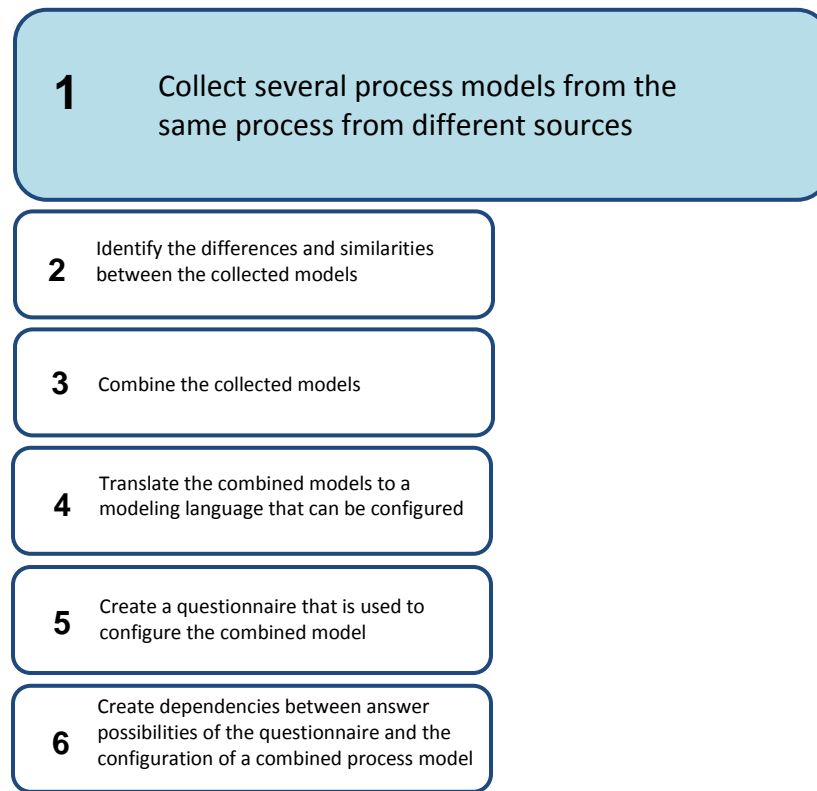 1
Collect several process models from the
same process from different sources
2
Identify the differences and similarities
between the collected models
3
Combine the collected models
4
Translate the combined models to a
modeling language that can be configured
5
Create a questionnaire that is used to
configure the combined model
6
Create dependencies between answer
possibilities of the questionnaire and the
configuration of a combined process model